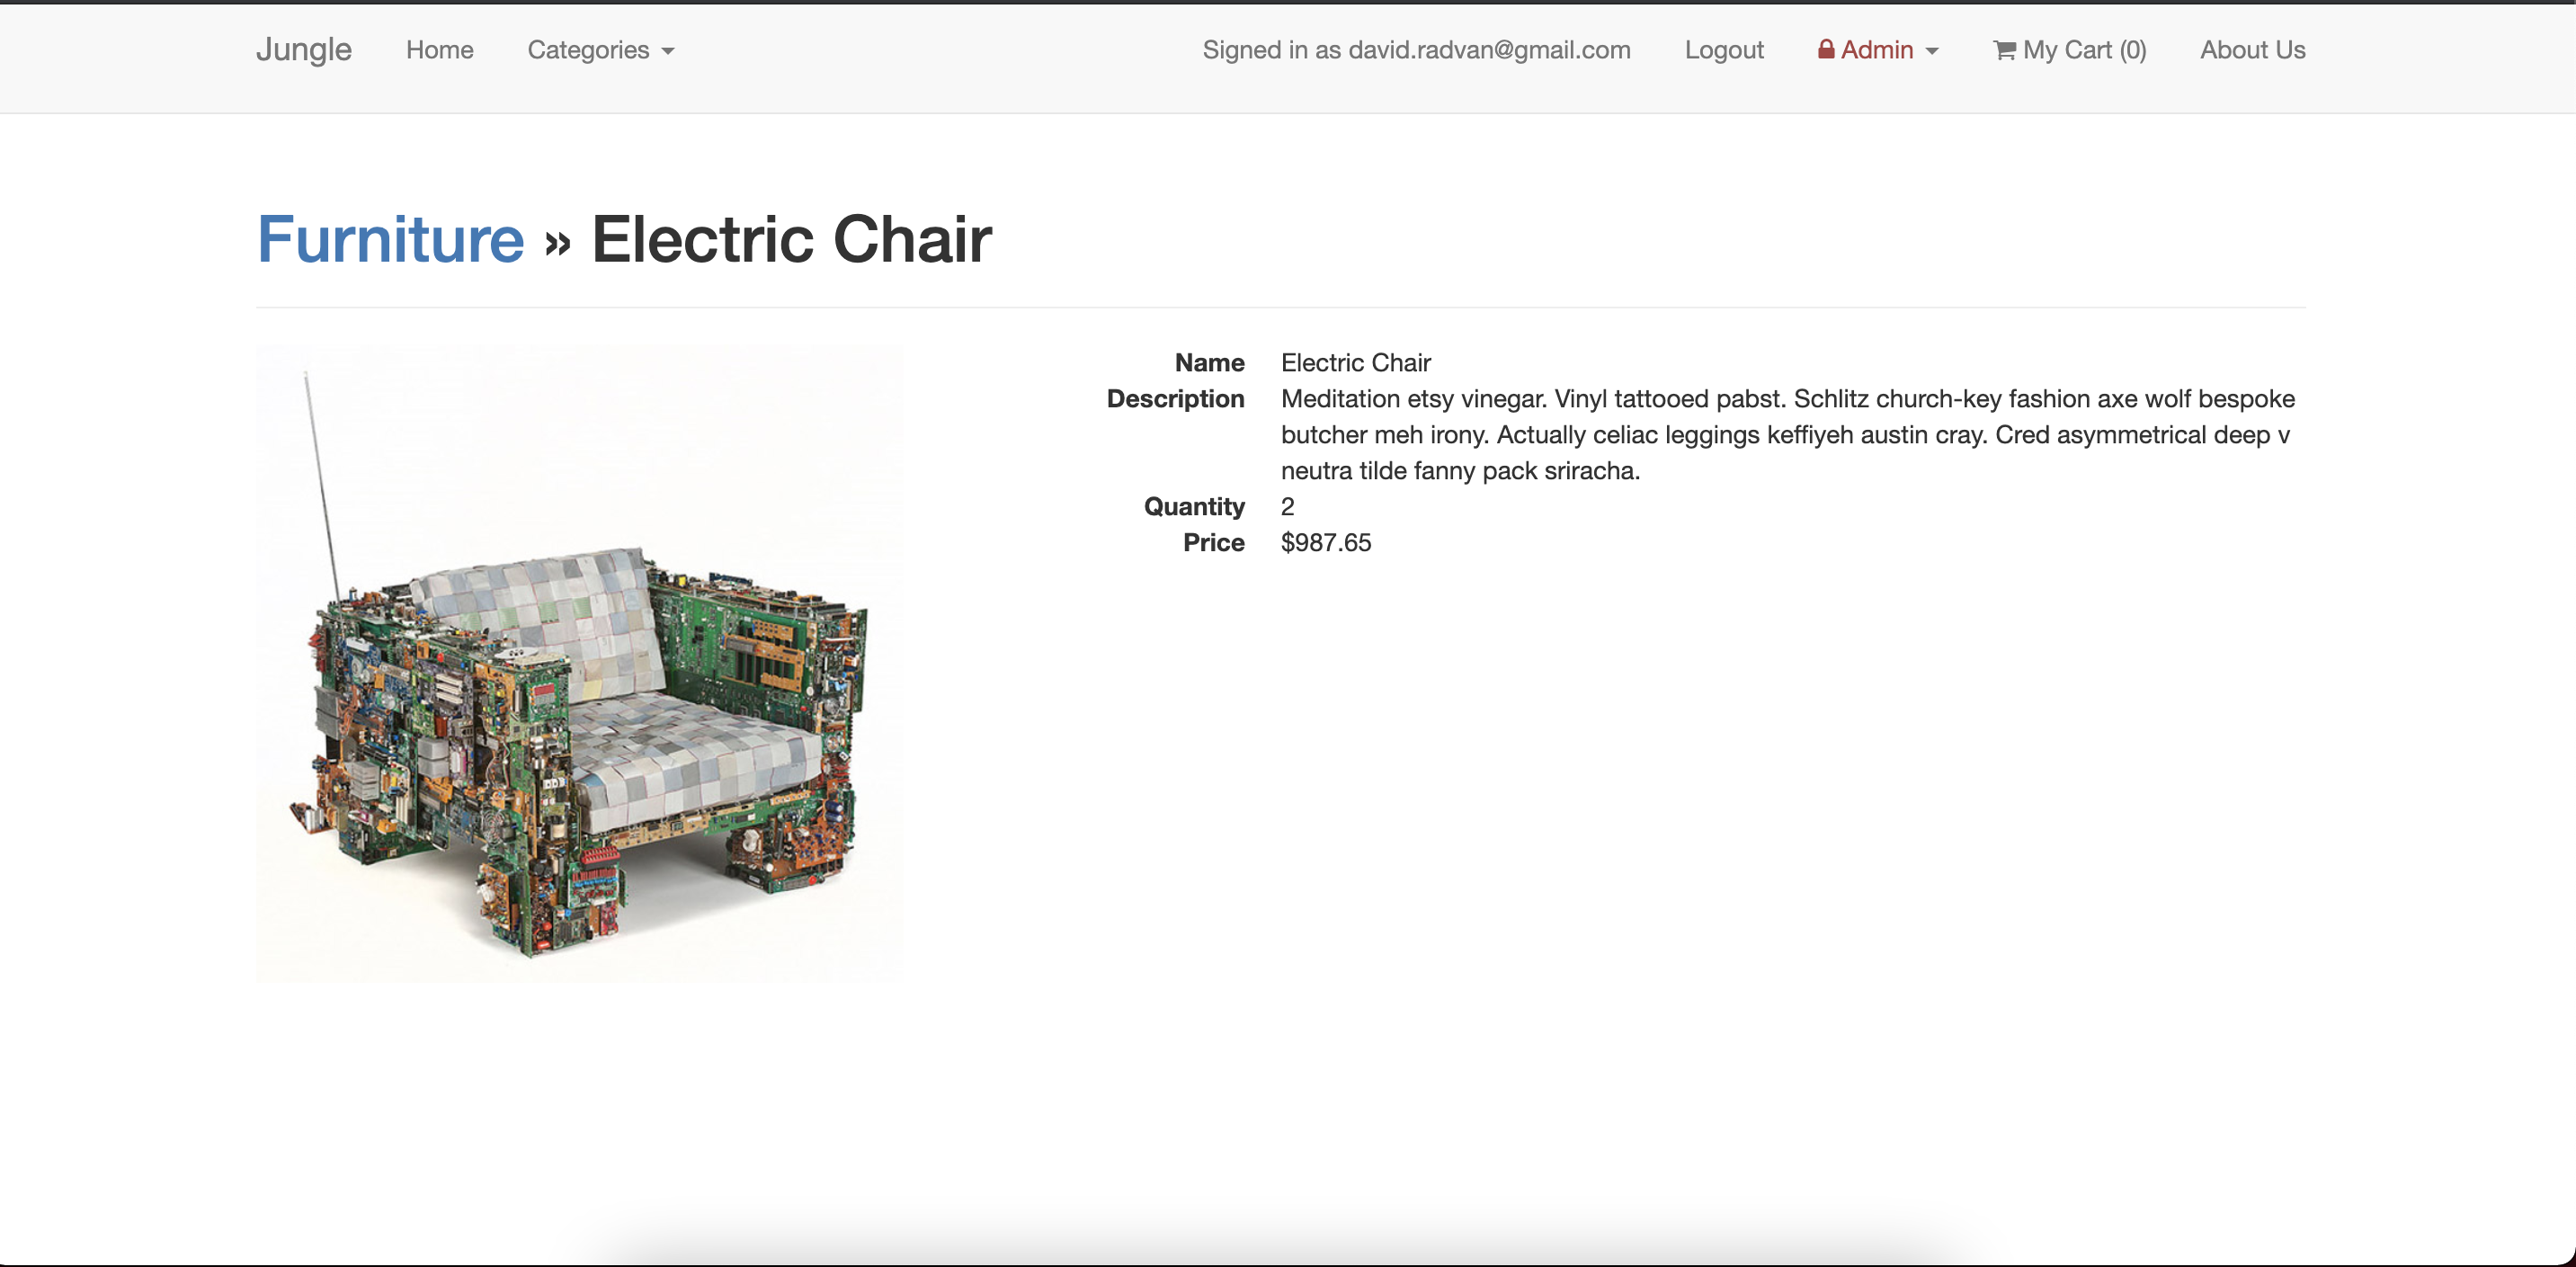 Jungle Home Categories Signed in as david.radvan@gmail.com Logout Admin My Cart (0) About Us
Furniture » Electric Chair
Name Electric Chair
Description Meditation etsy vinegar. Vinyl tattooed pabst. Schlitz church-key fashion axe wolf bespoke
butcher meh irony. Actually celiac leggings keffiyeh austin cray. Cred asymmetrical deep v
neutra tilde fanny pack sriracha.
Quantity 2
Price $987.65